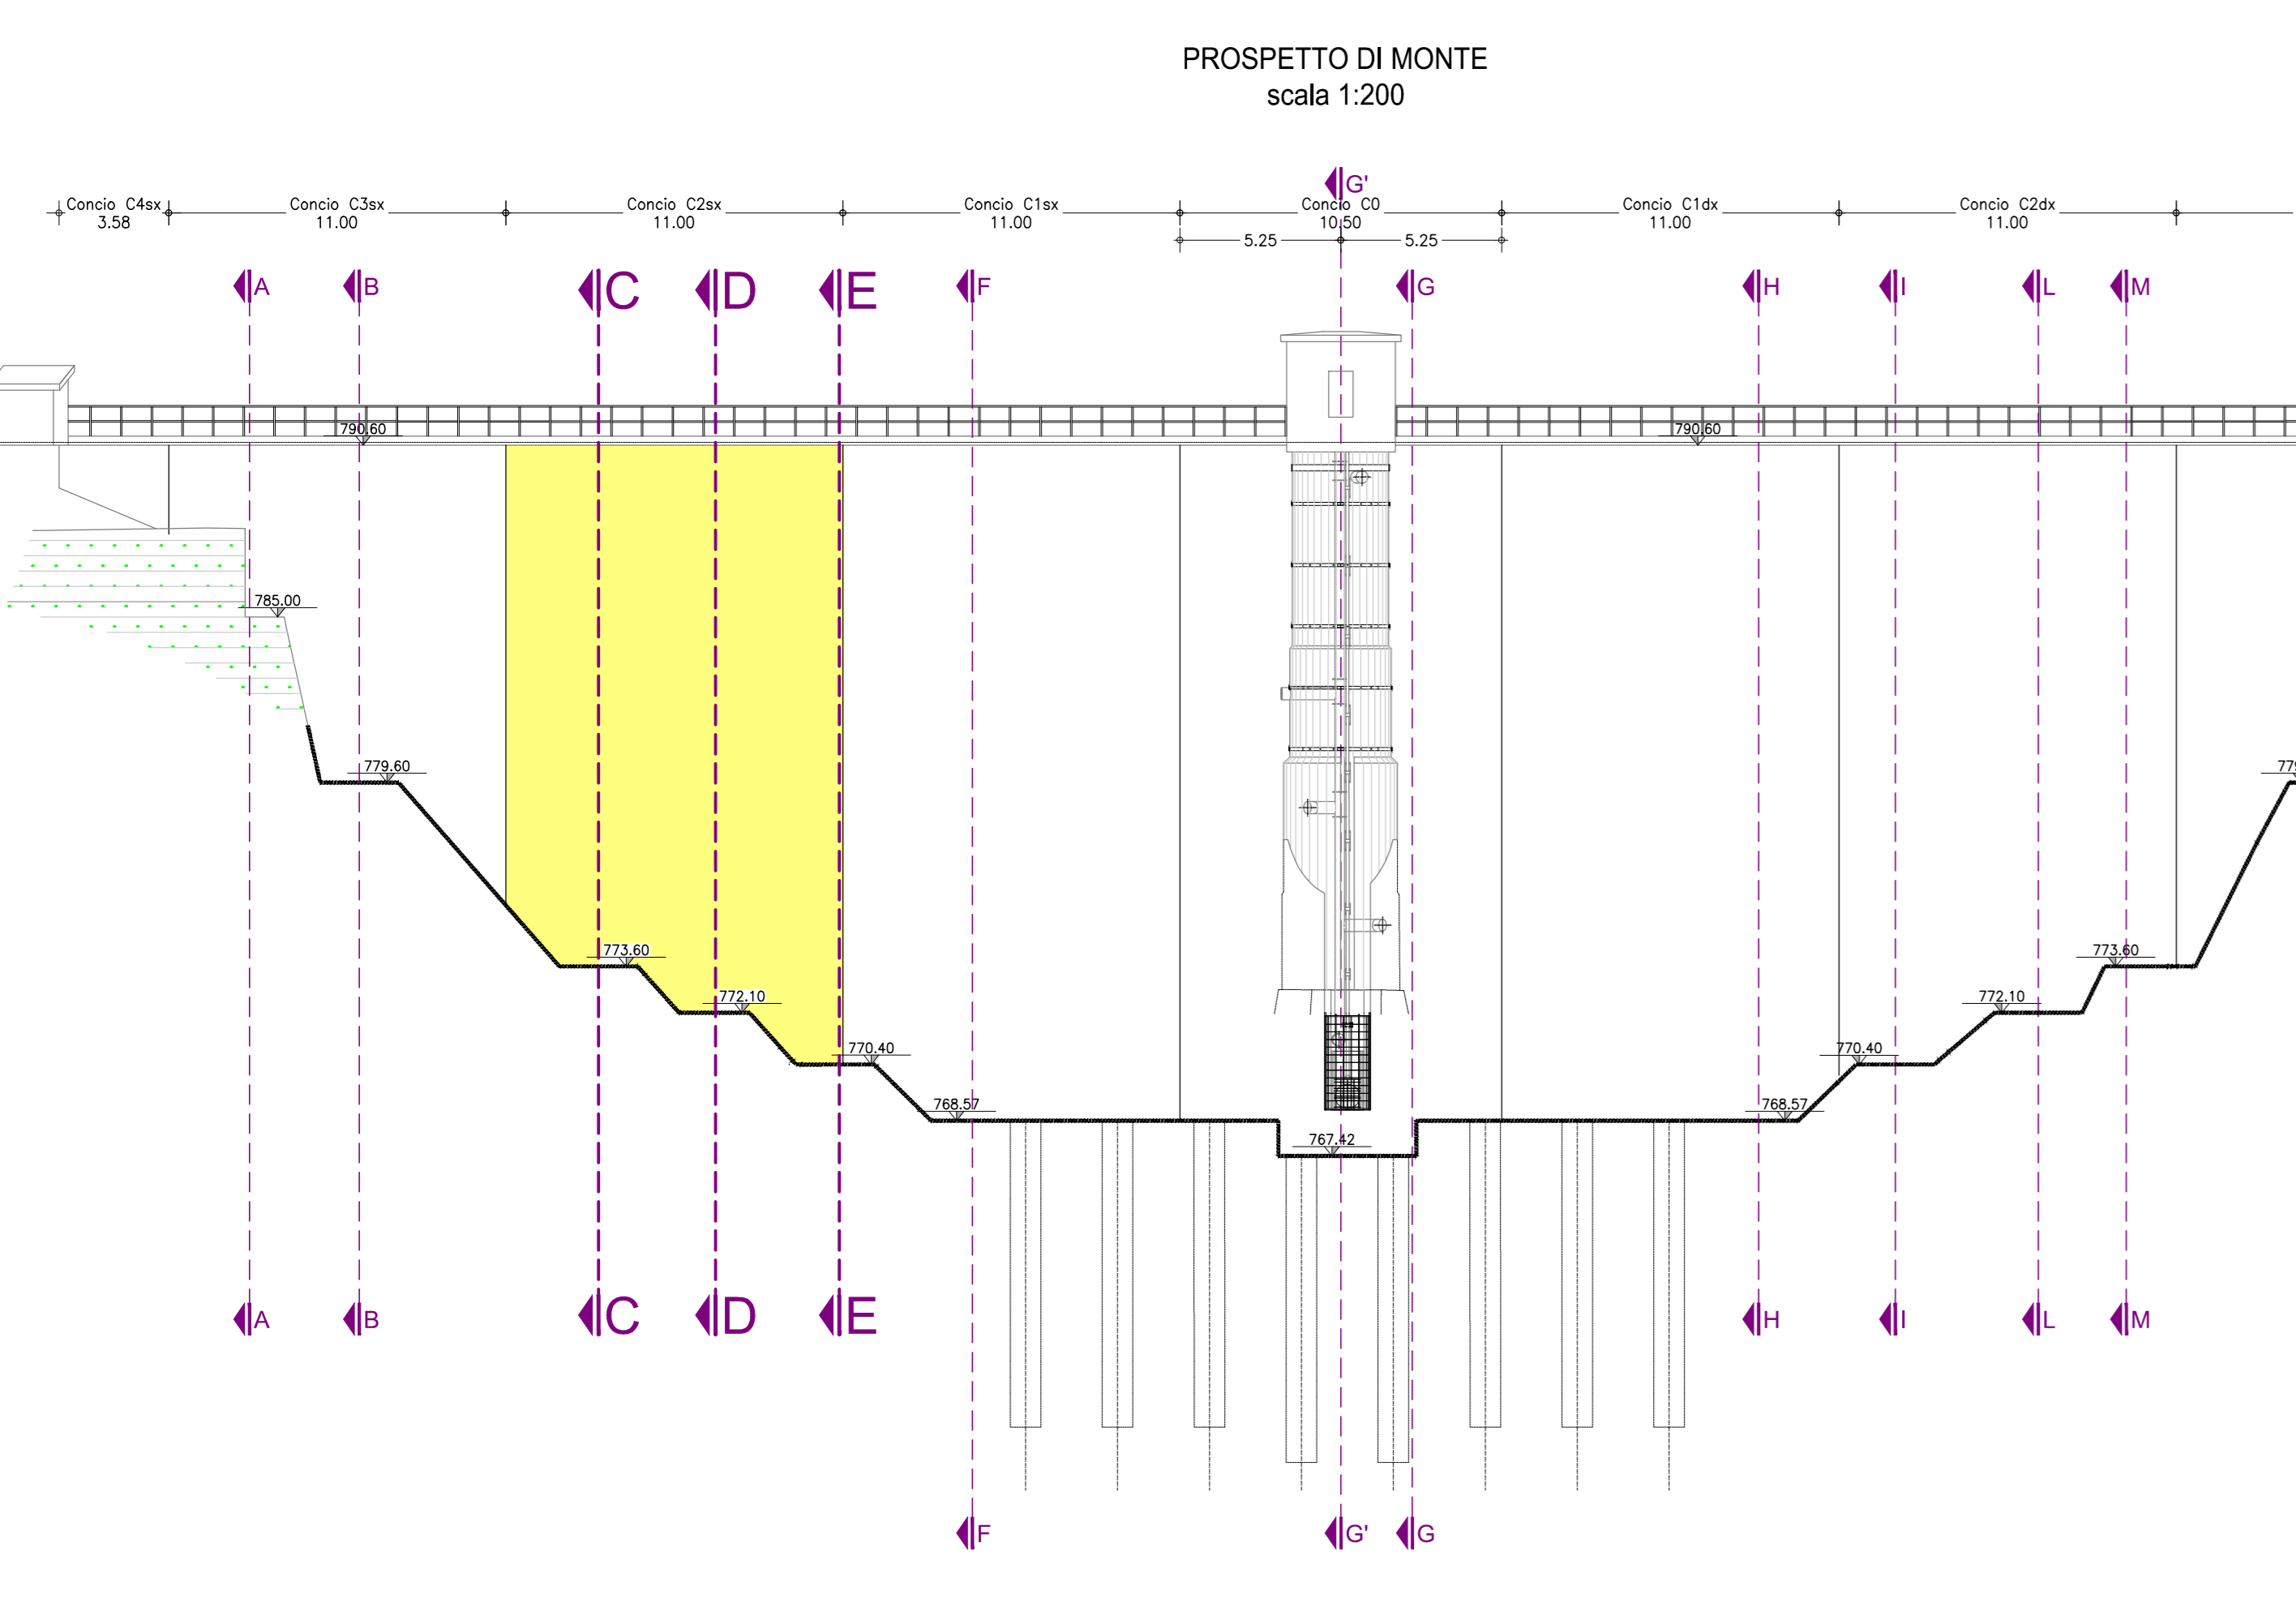 PROSPETTO DI MONTE
scala 1:200
G'
Concio C4sx
3.58
Concio C3sx
11.00
Concio C2sx
11.00
Concio C1sx
11.00
Concio C0
10.50
Concio C1dx
11.00
Concio C2dx
11.00
5.25
5.25
A
B
C
D
E
F
G
H
I
L
M
790.60
790.60
785.00
779.60
779
773.60
773.60
772.10
772.10
770.40
770.40
768.57
768.57
767.42
A
B
C
D
E
H
I
L
M
F
G'
G